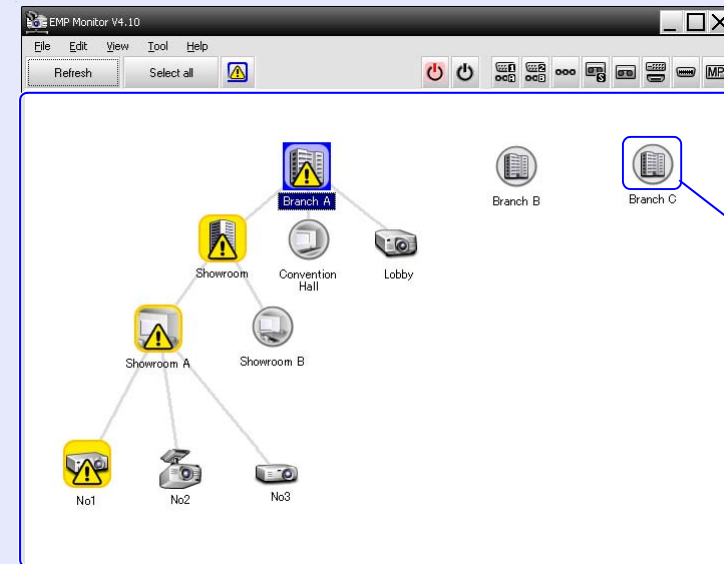 EMP Monitor V4.10
File Edit View Tool Help
Refresh Select all
Branch A
Branch B
Branch C
Showroom
Convention
Hall
Lobby
Showroom A
Showroom B
No1
No2
No3